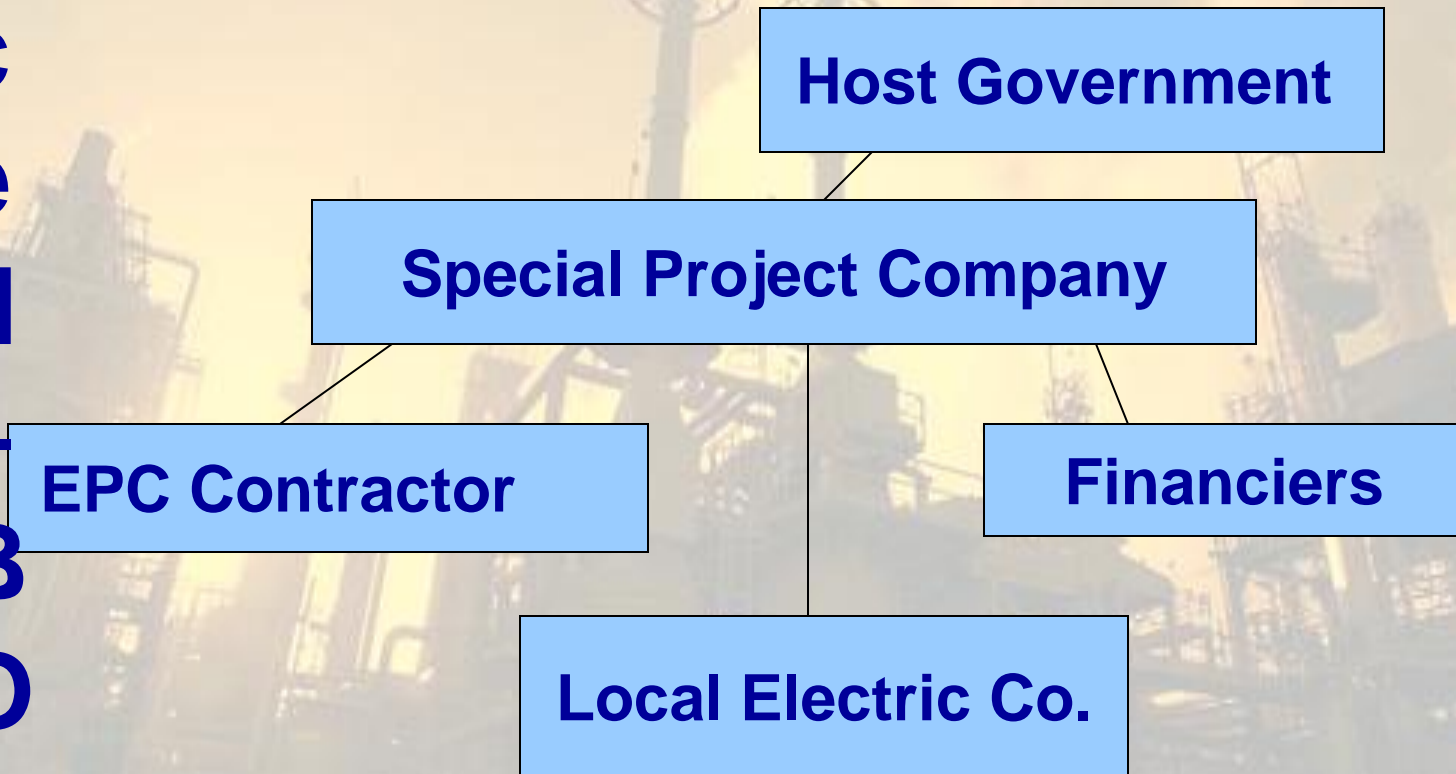 Host Government
Special Project Company
EPC Contractor
Financiers
Local Electric Co.